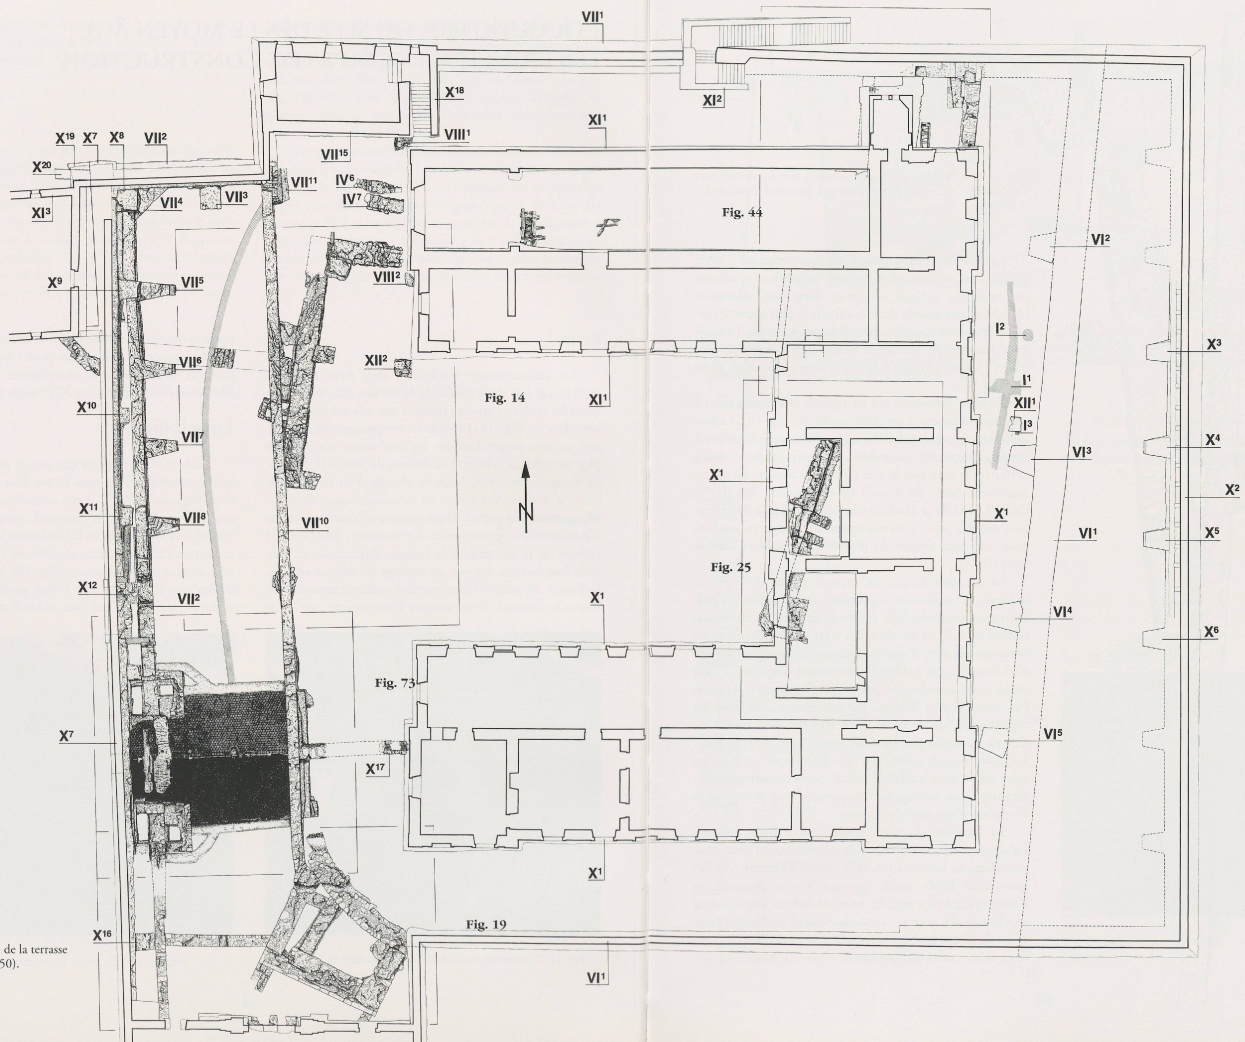 VII¹
X¹⁸
XI²
X¹⁹ X⁷ X⁸ VII² VIII¹ XI¹
X²⁰ VII¹⁵
VII¹¹ IV⁶
XI³ VII⁴ VII³ IV⁷ Fig. 44
VI²
X⁹ VII⁵ VIII²
I²
X³
VII⁶ XII²
Fig. 14 XI¹ I¹
X¹⁰ XII¹
I³
VII⁷ X⁴
VI³
X¹ X²
X¹¹ VII⁸ VII¹⁰ N X¹
VI¹ X⁵
Fig. 25
X¹² VII² X¹
VI⁴
X⁶
Fig. 73
X⁷ VI⁵
X¹⁷
X¹
X¹⁶ Fig. 19
de la terrasse
50).
VI¹